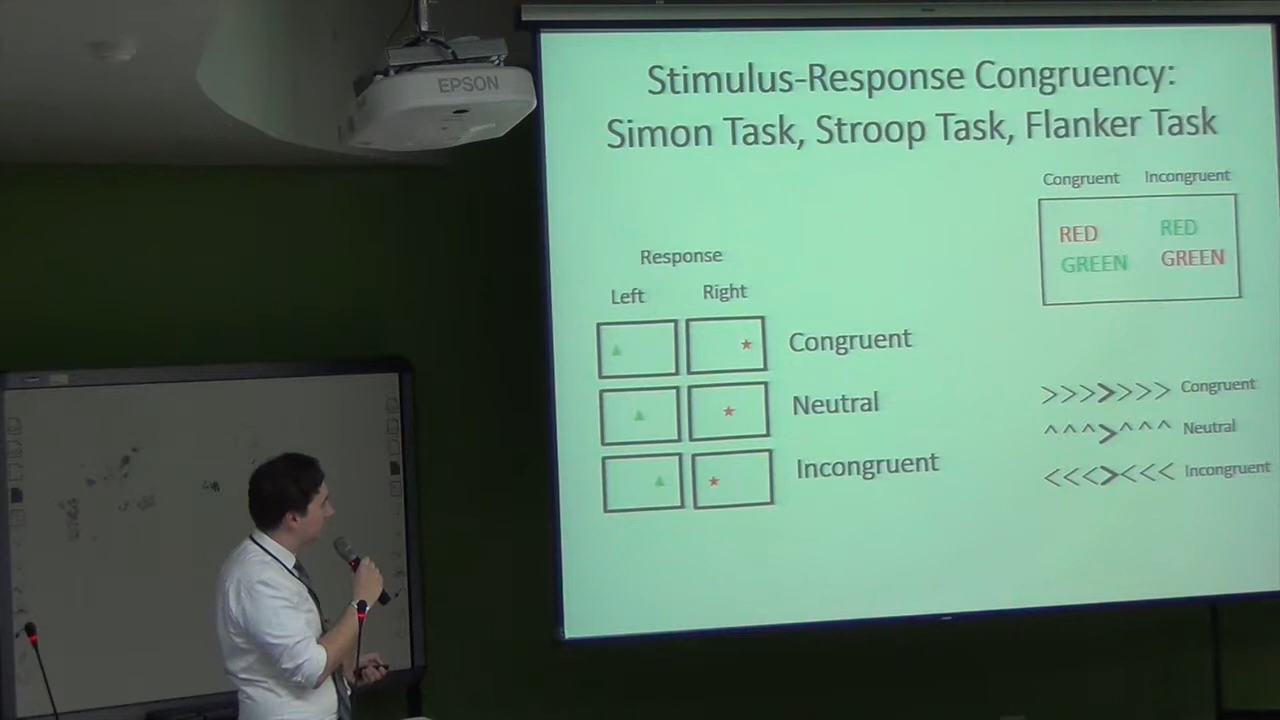 EPSON
Stimulus-Response Congruency:
Simon Task, Stroop Task, Flanker Task
Congruent Incongruent
RED RED
GREEN GREEN
Response
Left Right
Congruent
Neutral
Incongruent
>>>>>>> Congruent
^^^>^^^ Neutral
<<<><<< Incongruent